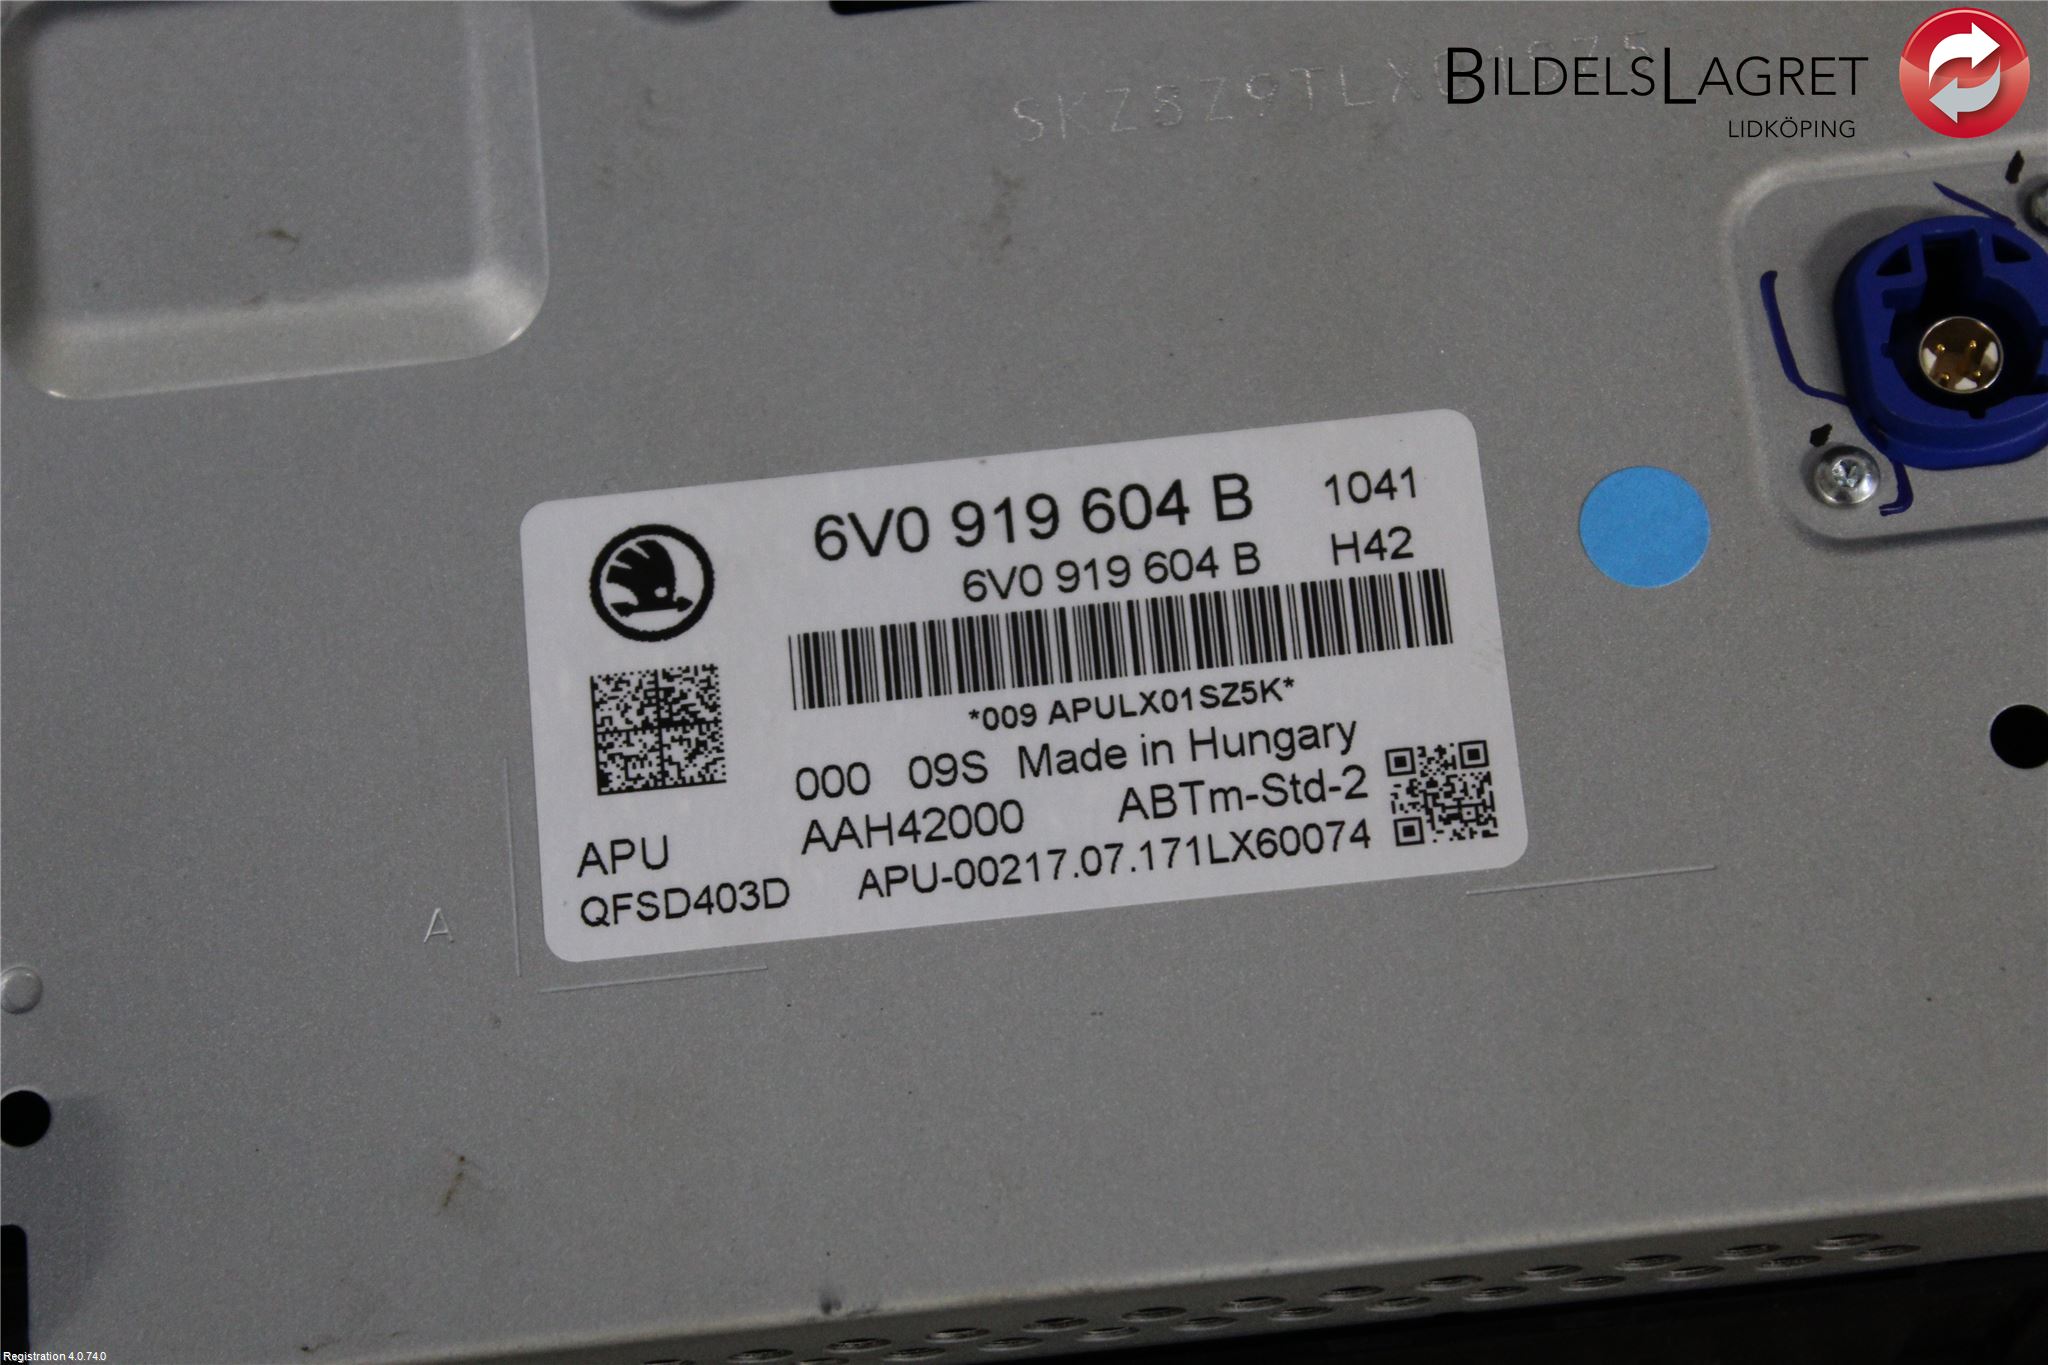 BILDELSLAGRET
LIDKÖPING
6V0 919 604 B 1041
6V0 919 604 B H42
*009 APULX01SZ5K*
000 09S Made in Hungary
APU AAH42000 ABTm-Std-2
QFSD403D APU-00217.07.171LX60074
A
Registration 4.0.74.0